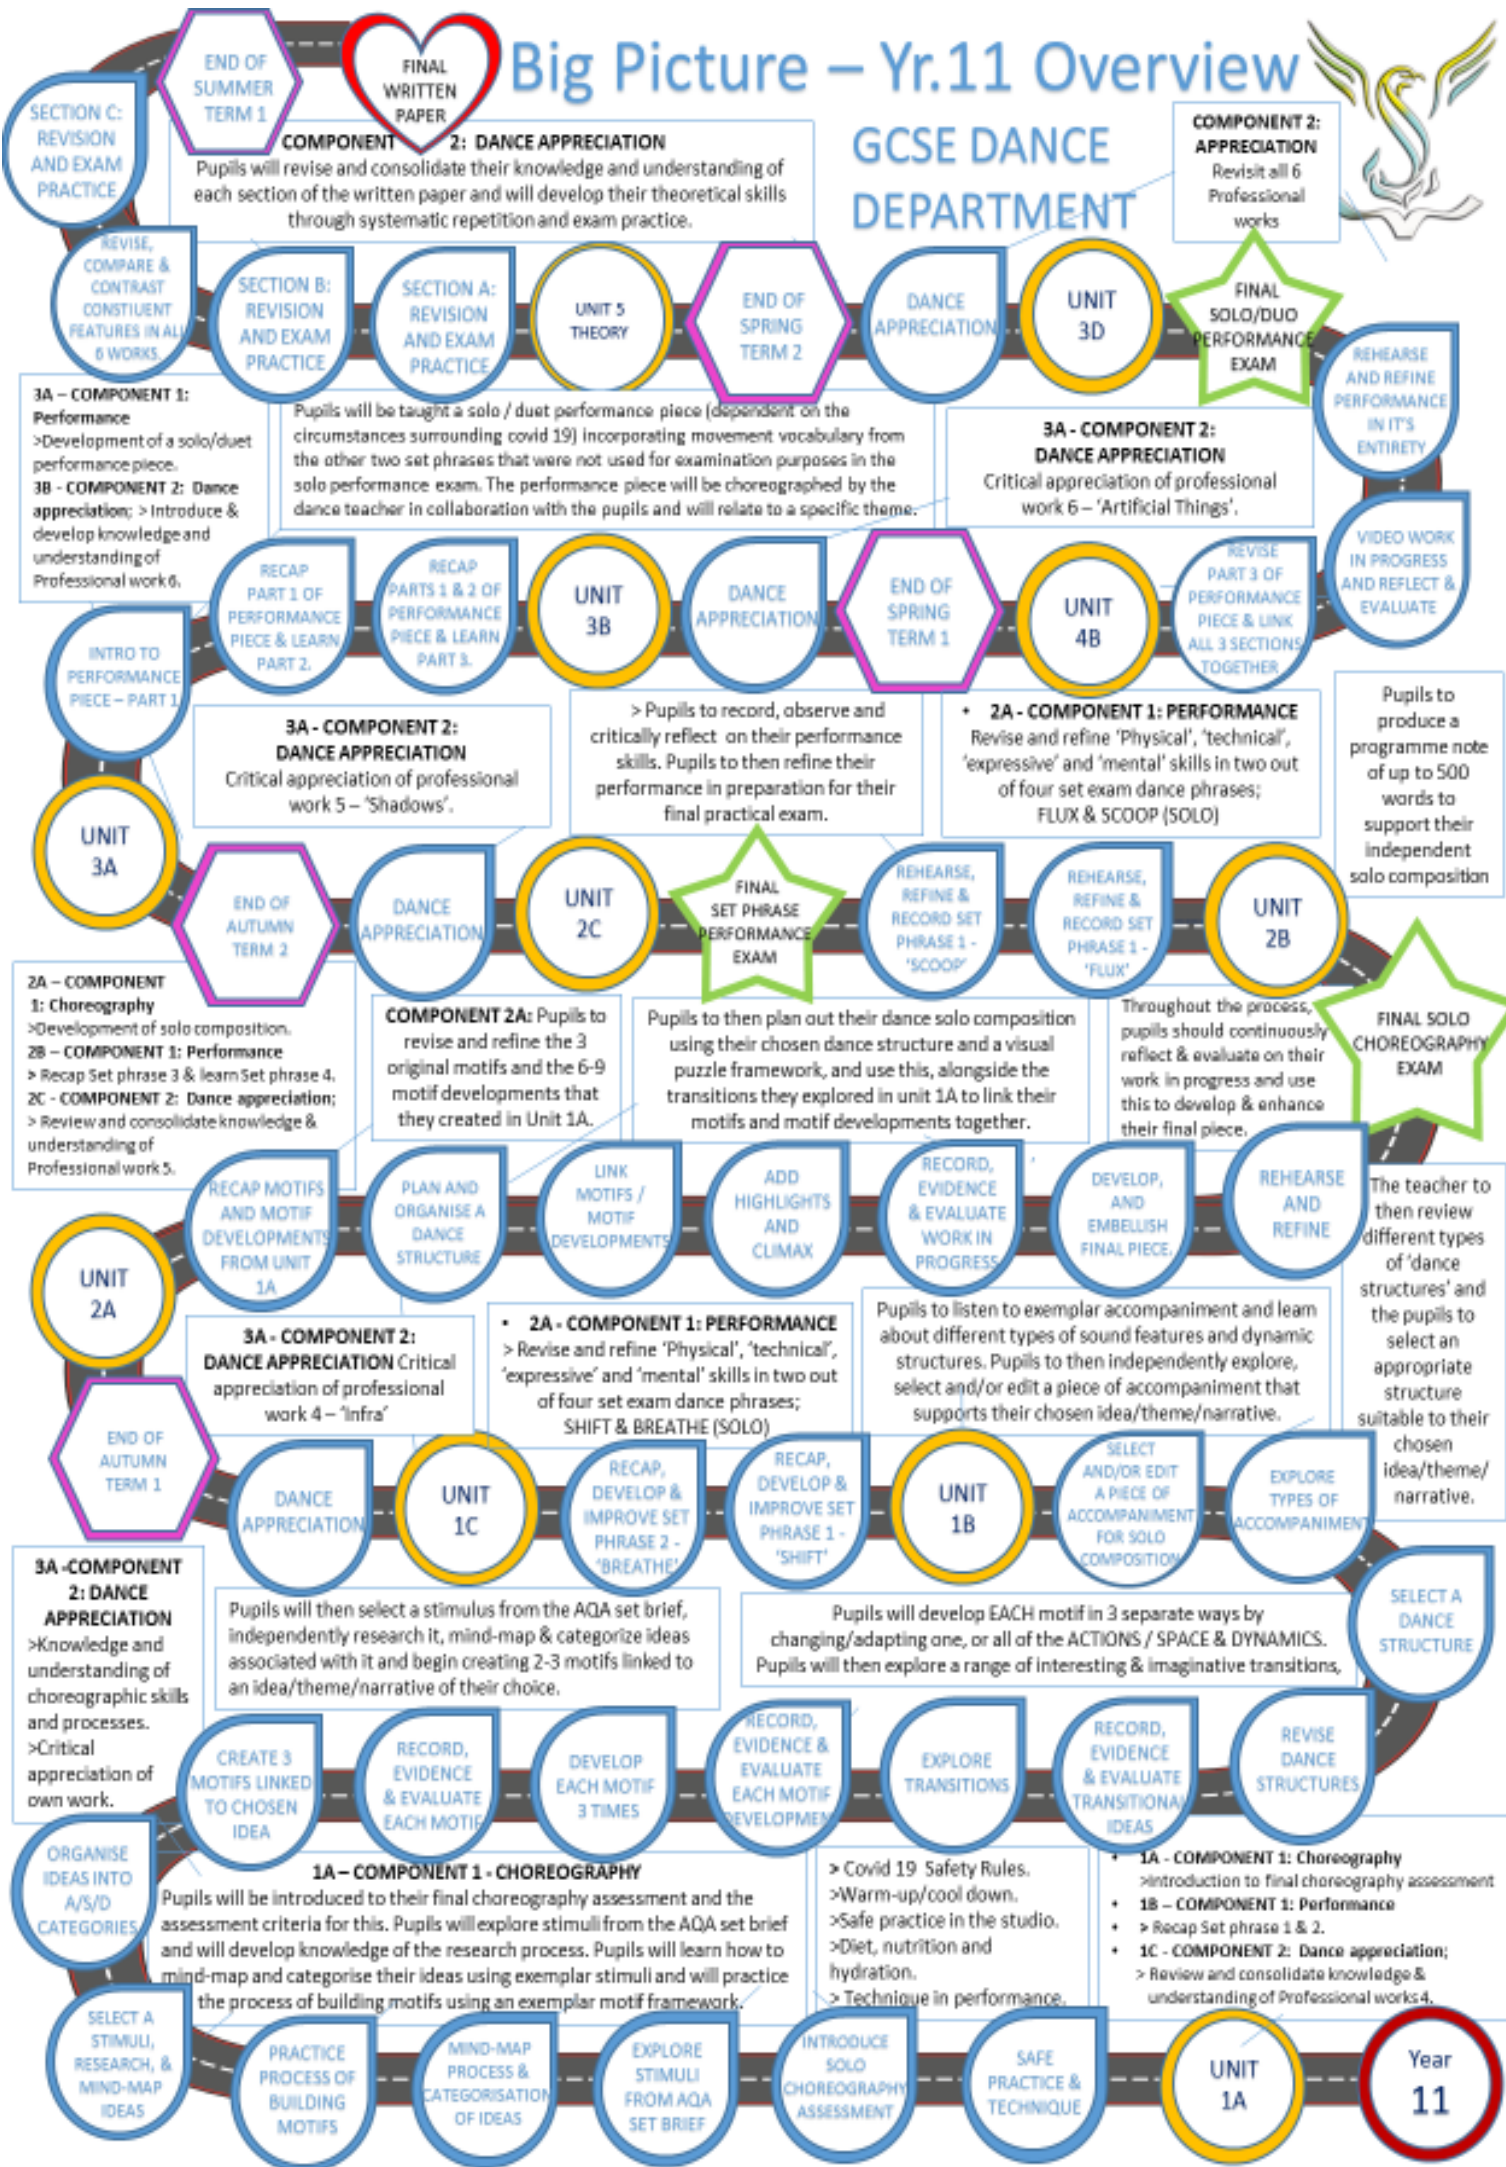 Big Picture – Yr.11 Overview
GCSE DANCE
DEPARTMENT
FINAL
WRITTEN
PAPER
END OF
SUMMER
TERM 1
SECTION C:
REVISION
AND EXAM
PRACTICE
COMPONENT 2: DANCE APPRECIATION
Pupils will revise and consolidate their knowledge and understanding of
each section of the written paper and will develop their theoretical skills
through systematic repetition and exam practice.
COMPONENT 2:
APPRECIATION
Revisit all 6
Professional
works
REVISE,
COMPARE &
CONTRAST
CONSTIUENT
FEATURES IN ALL
6 WORKS.
SECTION B:
REVISION
AND EXAM
PRACTICE
SECTION A:
REVISION
AND EXAM
PRACTICE
UNIT 5
THEORY
END OF
SPRING
TERM 2
DANCE
APPRECIATION
UNIT
3D
FINAL
SOLO/DUO
PERFORMANCE
EXAM
REHEARSE
AND REFINE
PERFORMANCE
IN IT'S
ENTIRETY
3A – COMPONENT 1:
Performance
>Development of a solo/duet
performance piece.
3B - COMPONENT 2: Dance
appreciation; > Introduce &
develop knowledge and
understanding of
Professional work 6.
Pupils will be taught a solo / duet performance piece (dependent on the
circumstances surrounding covid 19) incorporating movement vocabulary from
the other two set phrases that were not used for examination purposes in the
solo performance exam. The performance piece will be choreographed by the
dance teacher in collaboration with the pupils and will relate to a specific theme.
3A - COMPONENT 2:
DANCE APPRECIATION
Critical appreciation of professional
work 6 – 'Artificial Things'.
VIDEO WORK
IN PROGRESS
AND REFLECT &
EVALUATE
INTRO TO
PERFORMANCE
PIECE – PART 1
RECAP
PART 1 OF
PERFORMANCE
PIECE & LEARN
PART 2.
RECAP
PARTS 1 & 2 OF
PERFORMANCE
PIECE & LEARN
PART 3.
UNIT
3B
DANCE
APPRECIATION
END OF
SPRING
TERM 1
UNIT
4B
REVISE
PART 3 OF
PERFORMANCE
PIECE & LINK
ALL 3 SECTIONS
TOGETHER
3A - COMPONENT 2:
DANCE APPRECIATION
Critical appreciation of professional
work 5 – 'Shadows'.
> Pupils to record, observe and
critically reflect on their performance
skills. Pupils to then refine their
performance in preparation for their
final practical exam.
• 2A - COMPONENT 1: PERFORMANCE
Revise and refine 'Physical', 'technical',
'expressive' and 'mental' skills in two out
of four set exam dance phrases;
FLUX & SCOOP (SOLO)
Pupils to
produce a
programme note
of up to 500
words to
support their
independent
solo composition
UNIT
3A
END OF
AUTUMN
TERM 2
DANCE
APPRECIATION
UNIT
2C
FINAL
SET PHRASE
PERFORMANCE
EXAM
REHEARSE,
REFINE &
RECORD SET
PHRASE 1 -
'SCOOP'
REHEARSE,
REFINE &
RECORD SET
PHRASE 1 -
'FLUX'
UNIT
2B
FINAL SOLO
CHOREOGRAPHY
EXAM
2A – COMPONENT
1: Choreography
>Development of solo composition.
2B – COMPONENT 1: Performance
> Recap Set phrase 3 & learn Set phrase 4.
2C - COMPONENT 2: Dance appreciation;
> Review and consolidate knowledge &
understanding of
Professional work 5.
COMPONENT 2A: Pupils to
revise and refine the 3
original motifs and the 6-9
motif developments that
they created in Unit 1A.
Pupils to then plan out their dance solo composition
using their chosen dance structure and a visual
puzzle framework, and use this, alongside the
transitions they explored in unit 1A to link their
motifs and motif developments together.
Throughout the process,
pupils should continuously
reflect & evaluate on their
work in progress and use
this to develop & enhance
their final piece.
UNIT
2A
RECAP MOTIFS
AND MOTIF
DEVELOPMENTS
FROM UNIT
1A
PLAN AND
ORGANISE A
DANCE
STRUCTURE
LINK
MOTIFS /
MOTIF
DEVELOPMENTS
ADD
HIGHLIGHTS
AND
CLIMAX
RECORD,
EVIDENCE
& EVALUATE
WORK IN
PROGRESS
DEVELOP,
AND
EMBELLISH
FINAL PIECE.
REHEARSE
AND
REFINE
The teacher to
then review
different types
of 'dance
structures' and
the pupils to
select an
appropriate
structure
suitable to their
chosen
idea/theme/
narrative.
3A - COMPONENT 2:
DANCE APPRECIATION Critical
appreciation of professional
work 4 – 'Infra'
• 2A - COMPONENT 1: PERFORMANCE
> Revise and refine 'Physical', 'technical',
'expressive' and 'mental' skills in two out
of four set exam dance phrases;
SHIFT & BREATHE (SOLO)
Pupils to listen to exemplar accompaniment and learn
about different types of sound features and dynamic
structures. Pupils to then independently explore,
select and/or edit a piece of accompaniment that
supports their chosen idea/theme/narrative.
END OF
AUTUMN
TERM 1
DANCE
APPRECIATION
UNIT
1C
RECAP,
DEVELOP &
IMPROVE SET
PHRASE 2 -
'BREATHE'
RECAP,
DEVELOP &
IMPROVE SET
PHRASE 1 -
'SHIFT'
UNIT
1B
SELECT
AND/OR EDIT
A PIECE OF
ACCOMPANIMENT
FOR SOLO
COMPOSITION
EXPLORE
TYPES OF
ACCOMPANIMENT
SELECT A
DANCE
STRUCTURE
3A -COMPONENT
2: DANCE
APPRECIATION
>Knowledge and
understanding of
choreographic skills
and processes.
>Critical
appreciation of
own work.
Pupils will then select a stimulus from the AQA set brief,
independently research it, mind-map & categorize ideas
associated with it and begin creating 2-3 motifs linked to
an idea/theme/narrative of their choice.
Pupils will develop EACH motif in 3 separate ways by
changing/adapting one, or all of the ACTIONS / SPACE & DYNAMICS.
Pupils will then explore a range of interesting & imaginative transitions,
CREATE 3
MOTIFS LINKED
TO CHOSEN
IDEA
RECORD,
EVIDENCE
& EVALUATE
EACH MOTIF
DEVELOP
EACH MOTIF
3 TIMES
RECORD,
EVIDENCE &
EVALUATE
EACH MOTIF
DEVELOPMEN
EXPLORE
TRANSITIONS
RECORD,
EVIDENCE
& EVALUATE
TRANSITIONAL
IDEAS
REVISE
DANCE
STRUCTURES
ORGANISE
IDEAS INTO
A/S/D
CATEGORIES
1A – COMPONENT 1 - CHOREOGRAPHY
Pupils will be introduced to their final choreography assessment and the
assessment criteria for this. Pupils will explore stimuli from the AQA set brief
and will develop knowledge of the research process. Pupils will learn how to
mind-map and categorise their ideas using exemplar stimuli and will practice
the process of building motifs using an exemplar motif framework.
> Covid 19 Safety Rules.
>Warm-up/cool down.
>Safe practice in the studio.
>Diet, nutrition and
hydration.
> Technique in performance.
• 1A - COMPONENT 1: Choreography
>Introduction to final choreography assessment
• 1B – COMPONENT 1: Performance
• > Recap Set phrase 1 & 2.
• 1C - COMPONENT 2: Dance appreciation;
> Review and consolidate knowledge &
understanding of Professional works 4.
SELECT A
STIMULI,
RESEARCH, &
MIND-MAP
IDEAS
PRACTICE
PROCESS OF
BUILDING
MOTIFS
MIND-MAP
PROCESS &
CATEGORISATION
OF IDEAS
EXPLORE
STIMULI
FROM AQA
SET BRIEF
INTRODUCE
SOLO
CHOREOGRAPHY
ASSESSMENT
SAFE
PRACTICE &
TECHNIQUE
UNIT
1A
Year
11